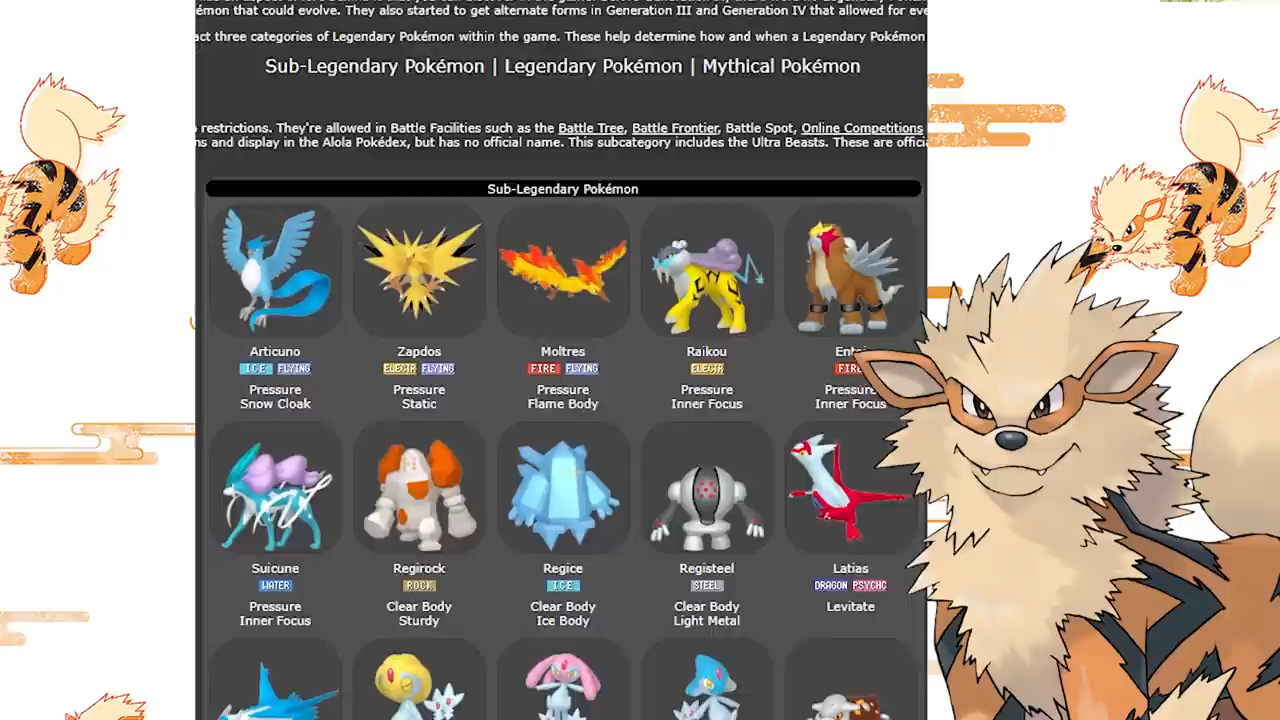 émon that could evolve. They also started to get alternate forms in Generation III and Generation IV that allowed for eve
act three categories of Legendary Pokémon within the game. These help determine how and when a Legendary Pokémon
Sub-Legendary Pokémon | Legendary Pokémon | Mythical Pokémon
restrictions. They're allowed in Battle Facilities such as the Battle Tree, Battle Frontier, Battle Spot, Online Competitions
ns and display in the Alola Pokédex, but has no official name. This subcategory includes the Ultra Beasts. These are offici
Sub-Legendary Pokémon
Articuno Zapdos Moltres Raikou Entei
ICE FLYING ELECTR FLYING FIRE FLYING ELECTR FIRE
Pressure Pressure Pressure Pressure Pressure
Snow Cloak Static Flame Body Inner Focus Inner Focus
Suicune Regirock Regice Registeel Latias
WATER ROCK ICE STEEL DRAGON PSYCHC
Pressure Clear Body Clear Body Clear Body Levitate
Inner Focus Sturdy Ice Body Light Metal